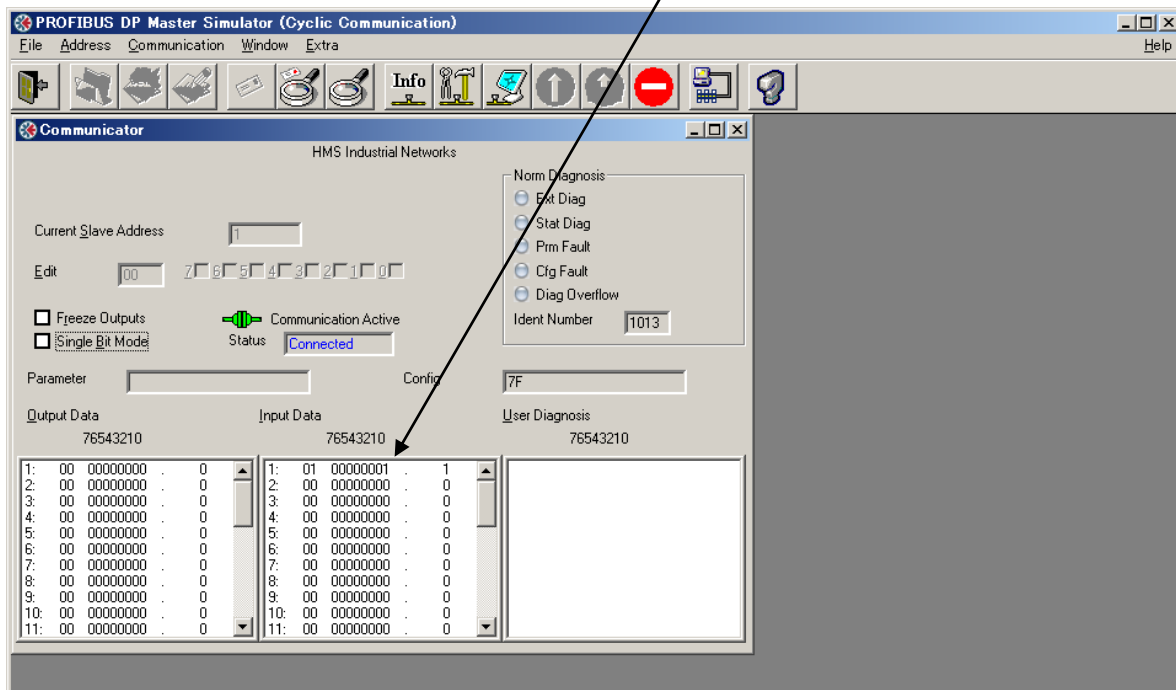 PROFIBUS DP Master Simulator (Cyclic Communication)
File Address Communication Window Extra Help
Info
Communicator
HMS Industrial Networks
Norm Diagnosis
Ext Diag
Current Slave Address 1
Stat Diag
Prm Fault
Edit 00 7 6 5 4 3 2 1 0
Cfg Fault
Diag Overflow
Freeze Outputs Communication Active
Ident Number 1013
Single Bit Mode Status Connected
Parameter Config 7F
Output Data Input Data User Diagnosis
76543210 76543210 76543210
1: 00 00000000 . 0 1: 01 00000001 . 1
2: 00 00000000 . 0 2: 00 00000000 . 0
3: 00 00000000 . 0 3: 00 00000000 . 0
4: 00 00000000 . 0 4: 00 00000000 . 0
5: 00 00000000 . 0 5: 00 00000000 . 0
6: 00 00000000 . 0 6: 00 00000000 . 0
7: 00 00000000 . 0 7: 00 00000000 . 0
8: 00 00000000 . 0 8: 00 00000000 . 0
9: 00 00000000 . 0 9: 00 00000000 . 0
10: 00 00000000 . 0 10: 00 00000000 . 0
11: 00 00000000 . 0 11: 00 00000000 . 0